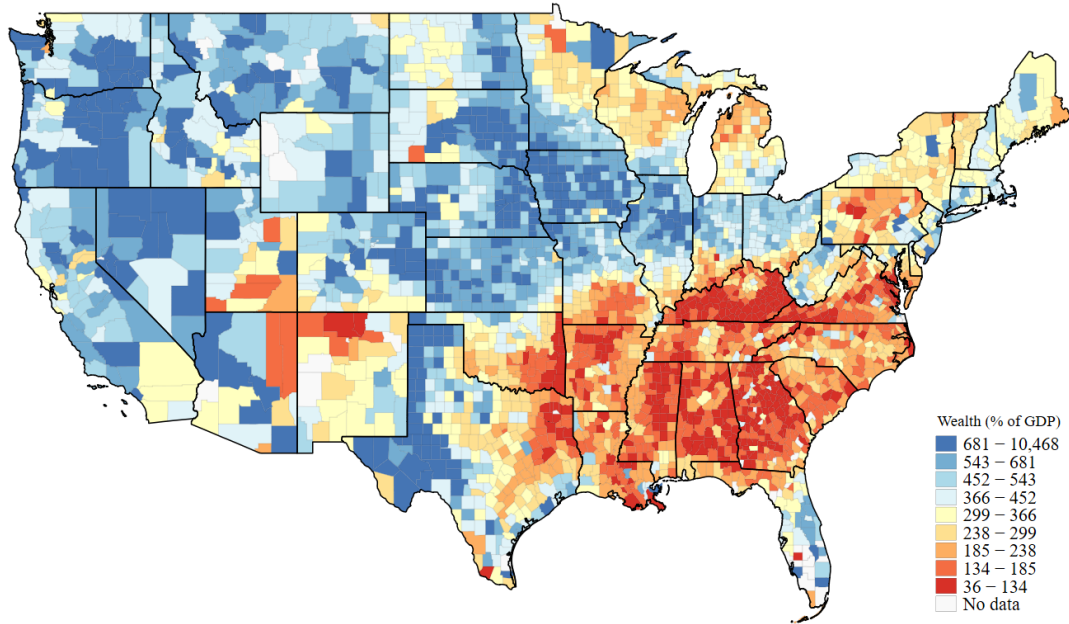 Wealth (% of GDP)
681 − 10,468
543 − 681
452 − 543
366 − 452
299 − 366
238 − 299
185 − 238
134 − 185
36 − 134
No data